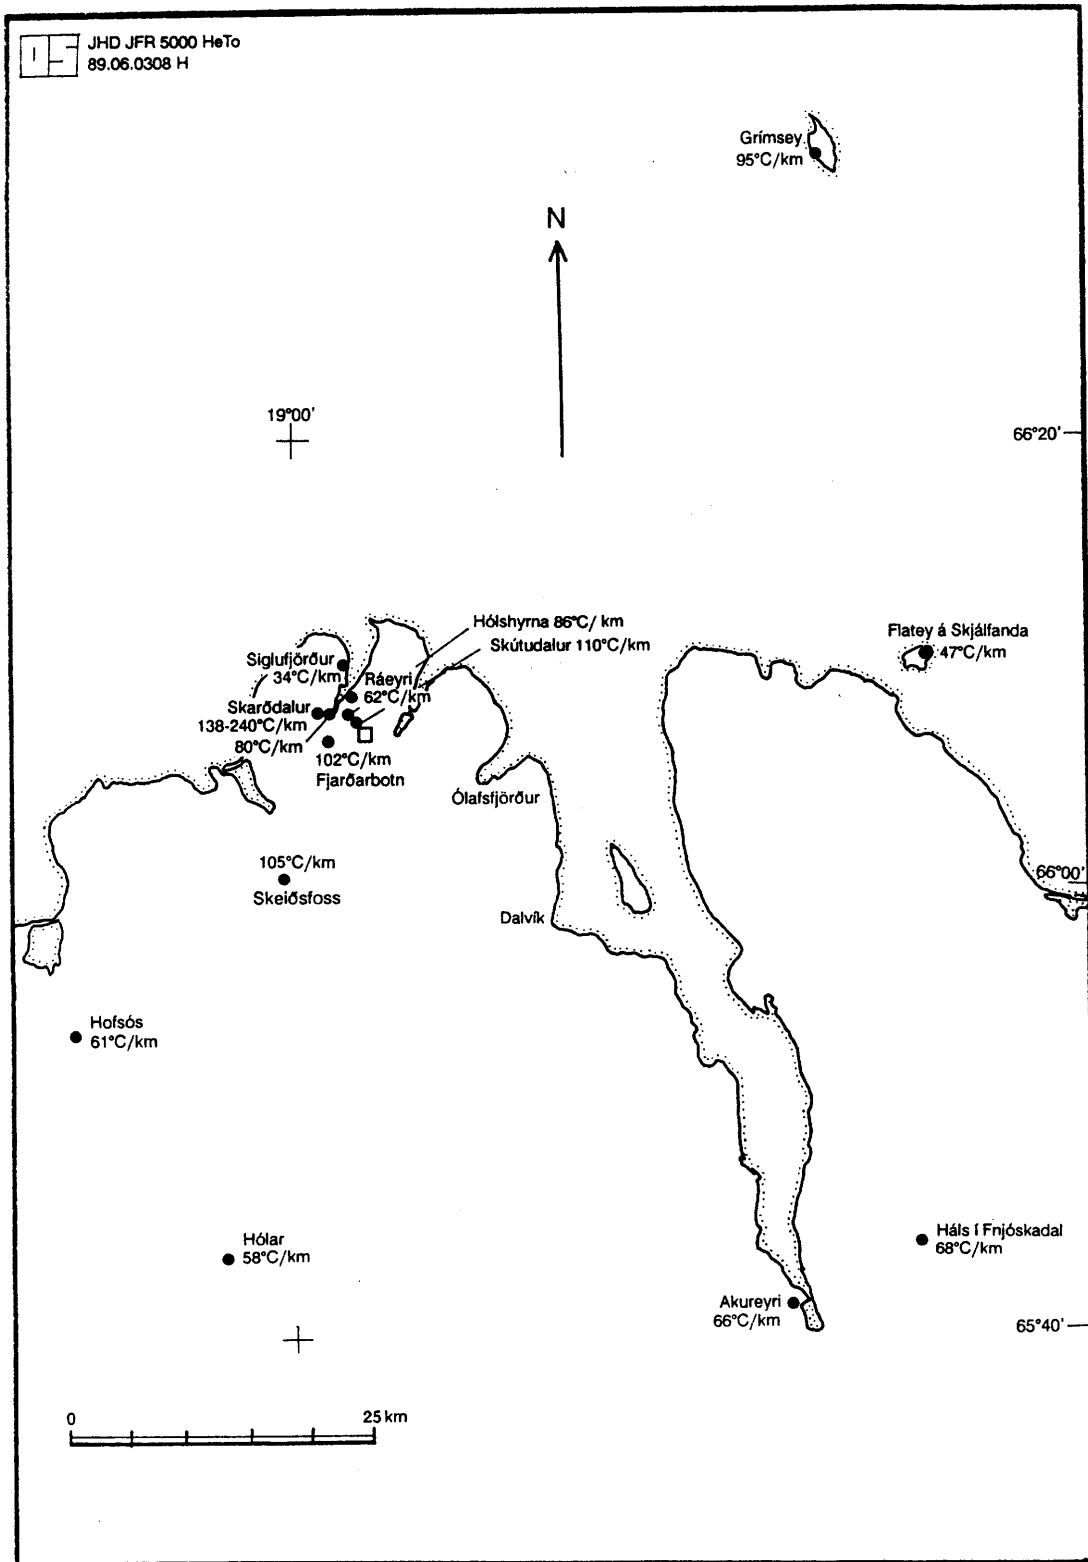 OS
JHD JFR 5000 HeTo
89.06.0308 H
Grímsey
95°C/km
N
19°00'
66°20'
Hólshyrna 86°C/ km
Skútudalur 110°C/km
Flatey á Skjálfanda
47°C/km
Siglufjörður
34°C/km
Ráeyri
62°C/km
Skarðdalur
138-240°C/km
80°C/km
102°C/km
Fjarðarbotn
Ólafsfjörður
105°C/km
Skeiðsfoss
66°00'
Dalvík
Hofsós
61°C/km
Hólar
58°C/km
Háls í Fnjóskadal
68°C/km
Akureyri
66°C/km
65°40'
0 25 km